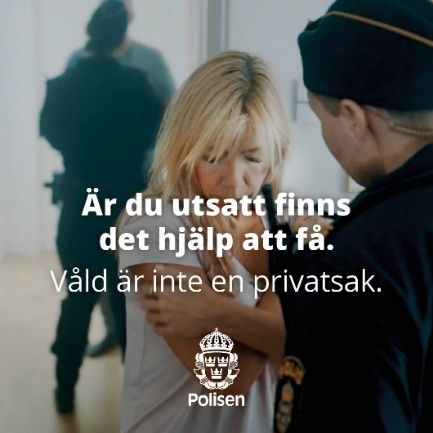 Är du utsatt finns
det hjälp att få.
Våld är inte en privatsak.
Polisen